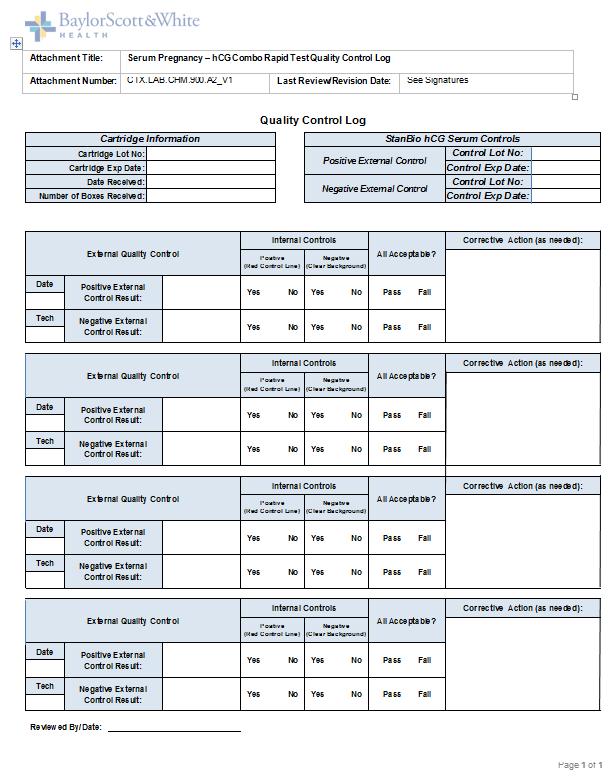 BaylorScott&White
HEALTH
Attachment Title: Serum Pregnancy – hCG Combo Rapid Test Quality Control Log
Attachment Number: CTX.LAB.CHM.900.A2_V1 Last Review/Revision Date: See Signatures
Quality Control Log
Cartridge Information
Cartridge Lot No:
Cartridge Exp Date:
Date Received:
Number of Boxes Received:
StanBio hCG Serum Controls
Positive External Control
Control Lot No:
Control Exp Date:
Negative External Control
Control Lot No:
Control Exp Date:
External Quality Control
Internal Controls
Positive
(Red Control Line)
Negative
(Clear Background)
All Acceptable?
Corrective Action (as needed):
Date
Positive External
Control Result:
Yes No Yes No Pass Fail
Tech
Negative External
Control Result:
Yes No Yes No Pass Fail
External Quality Control
Internal Controls
Positive
(Red Control Line)
Negative
(Clear Background)
All Acceptable?
Corrective Action (as needed):
Date
Positive External
Control Result:
Yes No Yes No Pass Fail
Tech
Negative External
Control Result:
Yes No Yes No Pass Fail
External Quality Control
Internal Controls
Positive
(Red Control Line)
Negative
(Clear Background)
All Acceptable?
Corrective Action (as needed):
Date
Positive External
Control Result:
Yes No Yes No Pass Fail
Tech
Negative External
Control Result:
Yes No Yes No Pass Fail
External Quality Control
Internal Controls
Positive
(Red Control Line)
Negative
(Clear Background)
All Acceptable?
Corrective Action (as needed):
Date
Positive External
Control Result:
Yes No Yes No Pass Fail
Tech
Negative External
Control Result:
Yes No Yes No Pass Fail
Reviewed By/Date:
Page 1 of 1